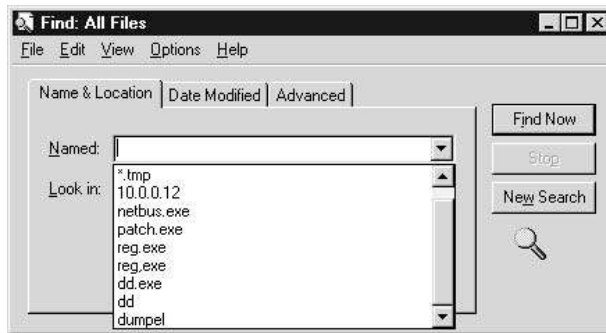 Find: All Files
File Edit View Options Help
Name & Location Date Modified Advanced
Find Now
Named:
Stop
*.tmp
Look in:
10.0.0.12
New Search
netbus.exe
patch.exe
reg.exe
reg,exe
dd.exe
dd
dumpel